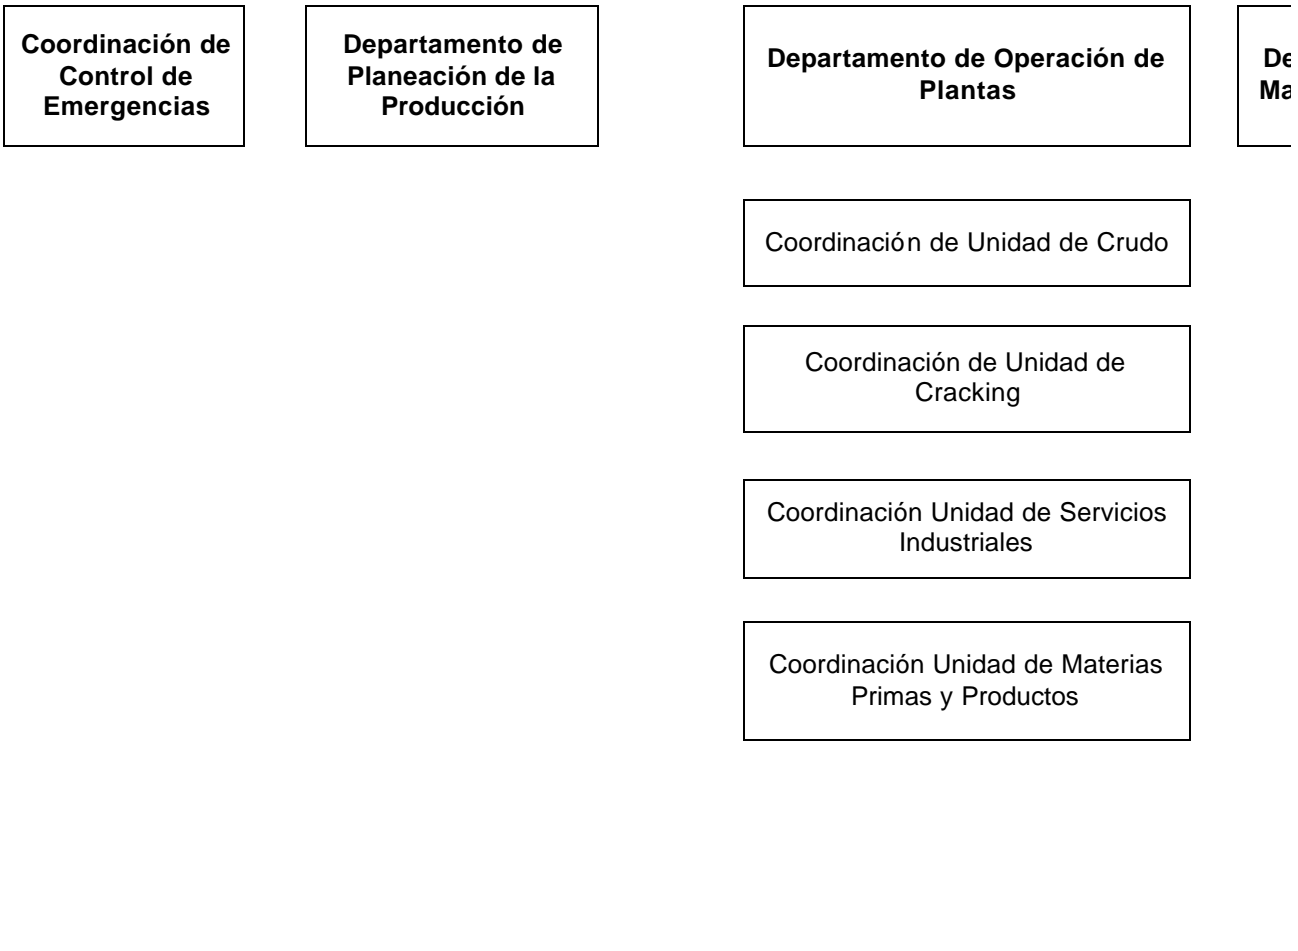 Coordinación de
Control de
Emergencias
Departamento de
Planeación de la
Producción
Departamento de Operación de
Plantas
Coordinación de Unidad de Crudo
Coordinación de Unidad de
Cracking
Coordinación Unidad de Servicios
Industriales
Coordinación Unidad de Materias
Primas y Productos